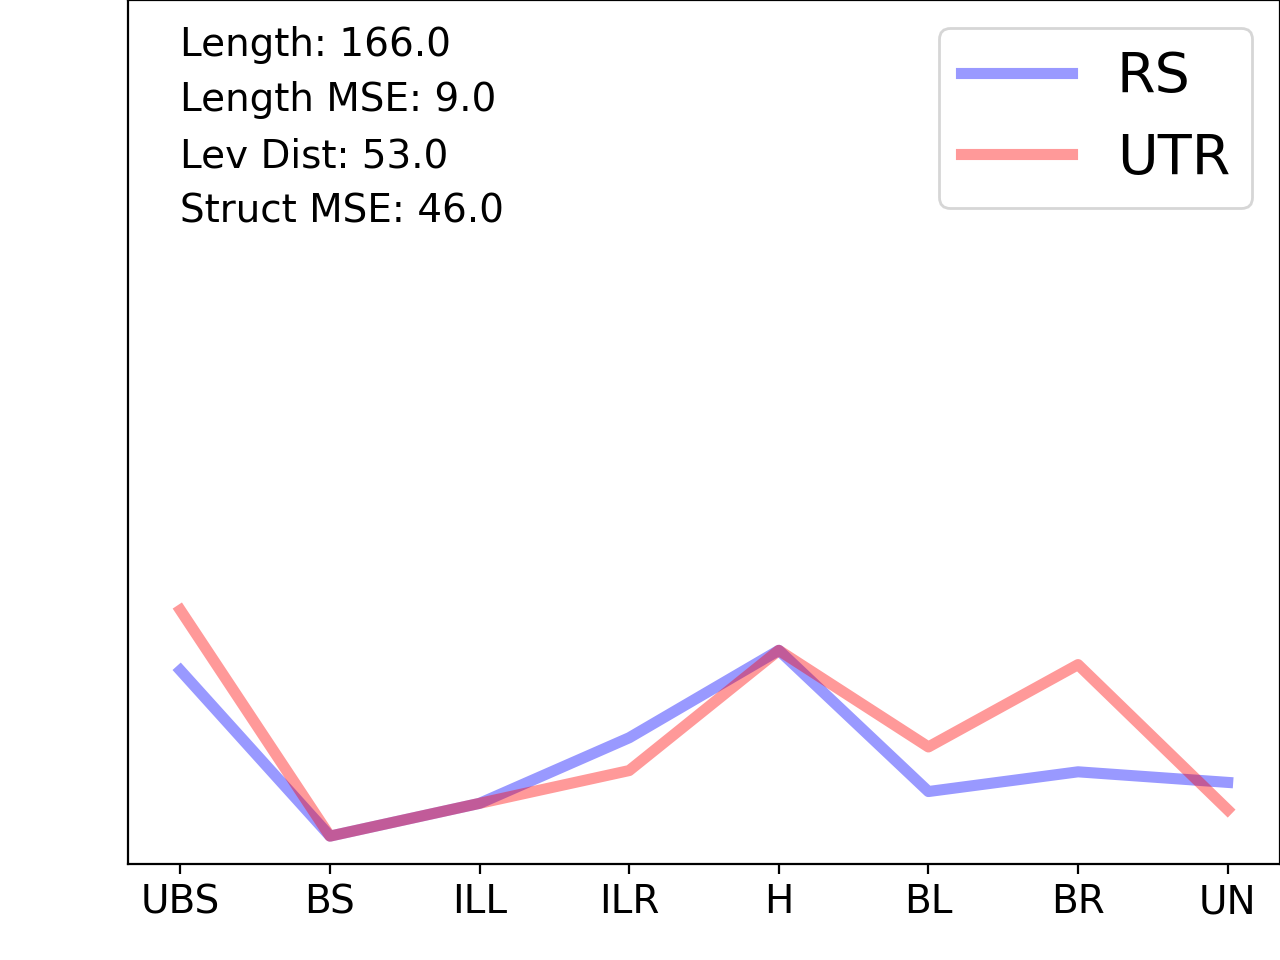 Length: 166.0
Length MSE: 9.0
Lev Dist: 53.0
Struct MSE: 46.0
RS
UTR
UBS BS ILL ILR H BL BR UN